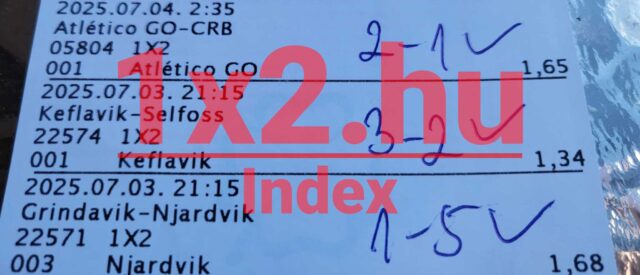 2025.07.04. 2:35
Atlético GO-CRB
05804 1X2
001 Atlético GO 1,65
2-1 ✓
2025.07.03. 21:15
Keflavik-Selfoss
22574 1X2
001 Keflavik 1,34
3-2 ✓
2025.07.03. 21:15
Grindavik-Njardvik
22571 1X2
003 Njardvik 1,68
1-5 ✓
1x2.hu
Index